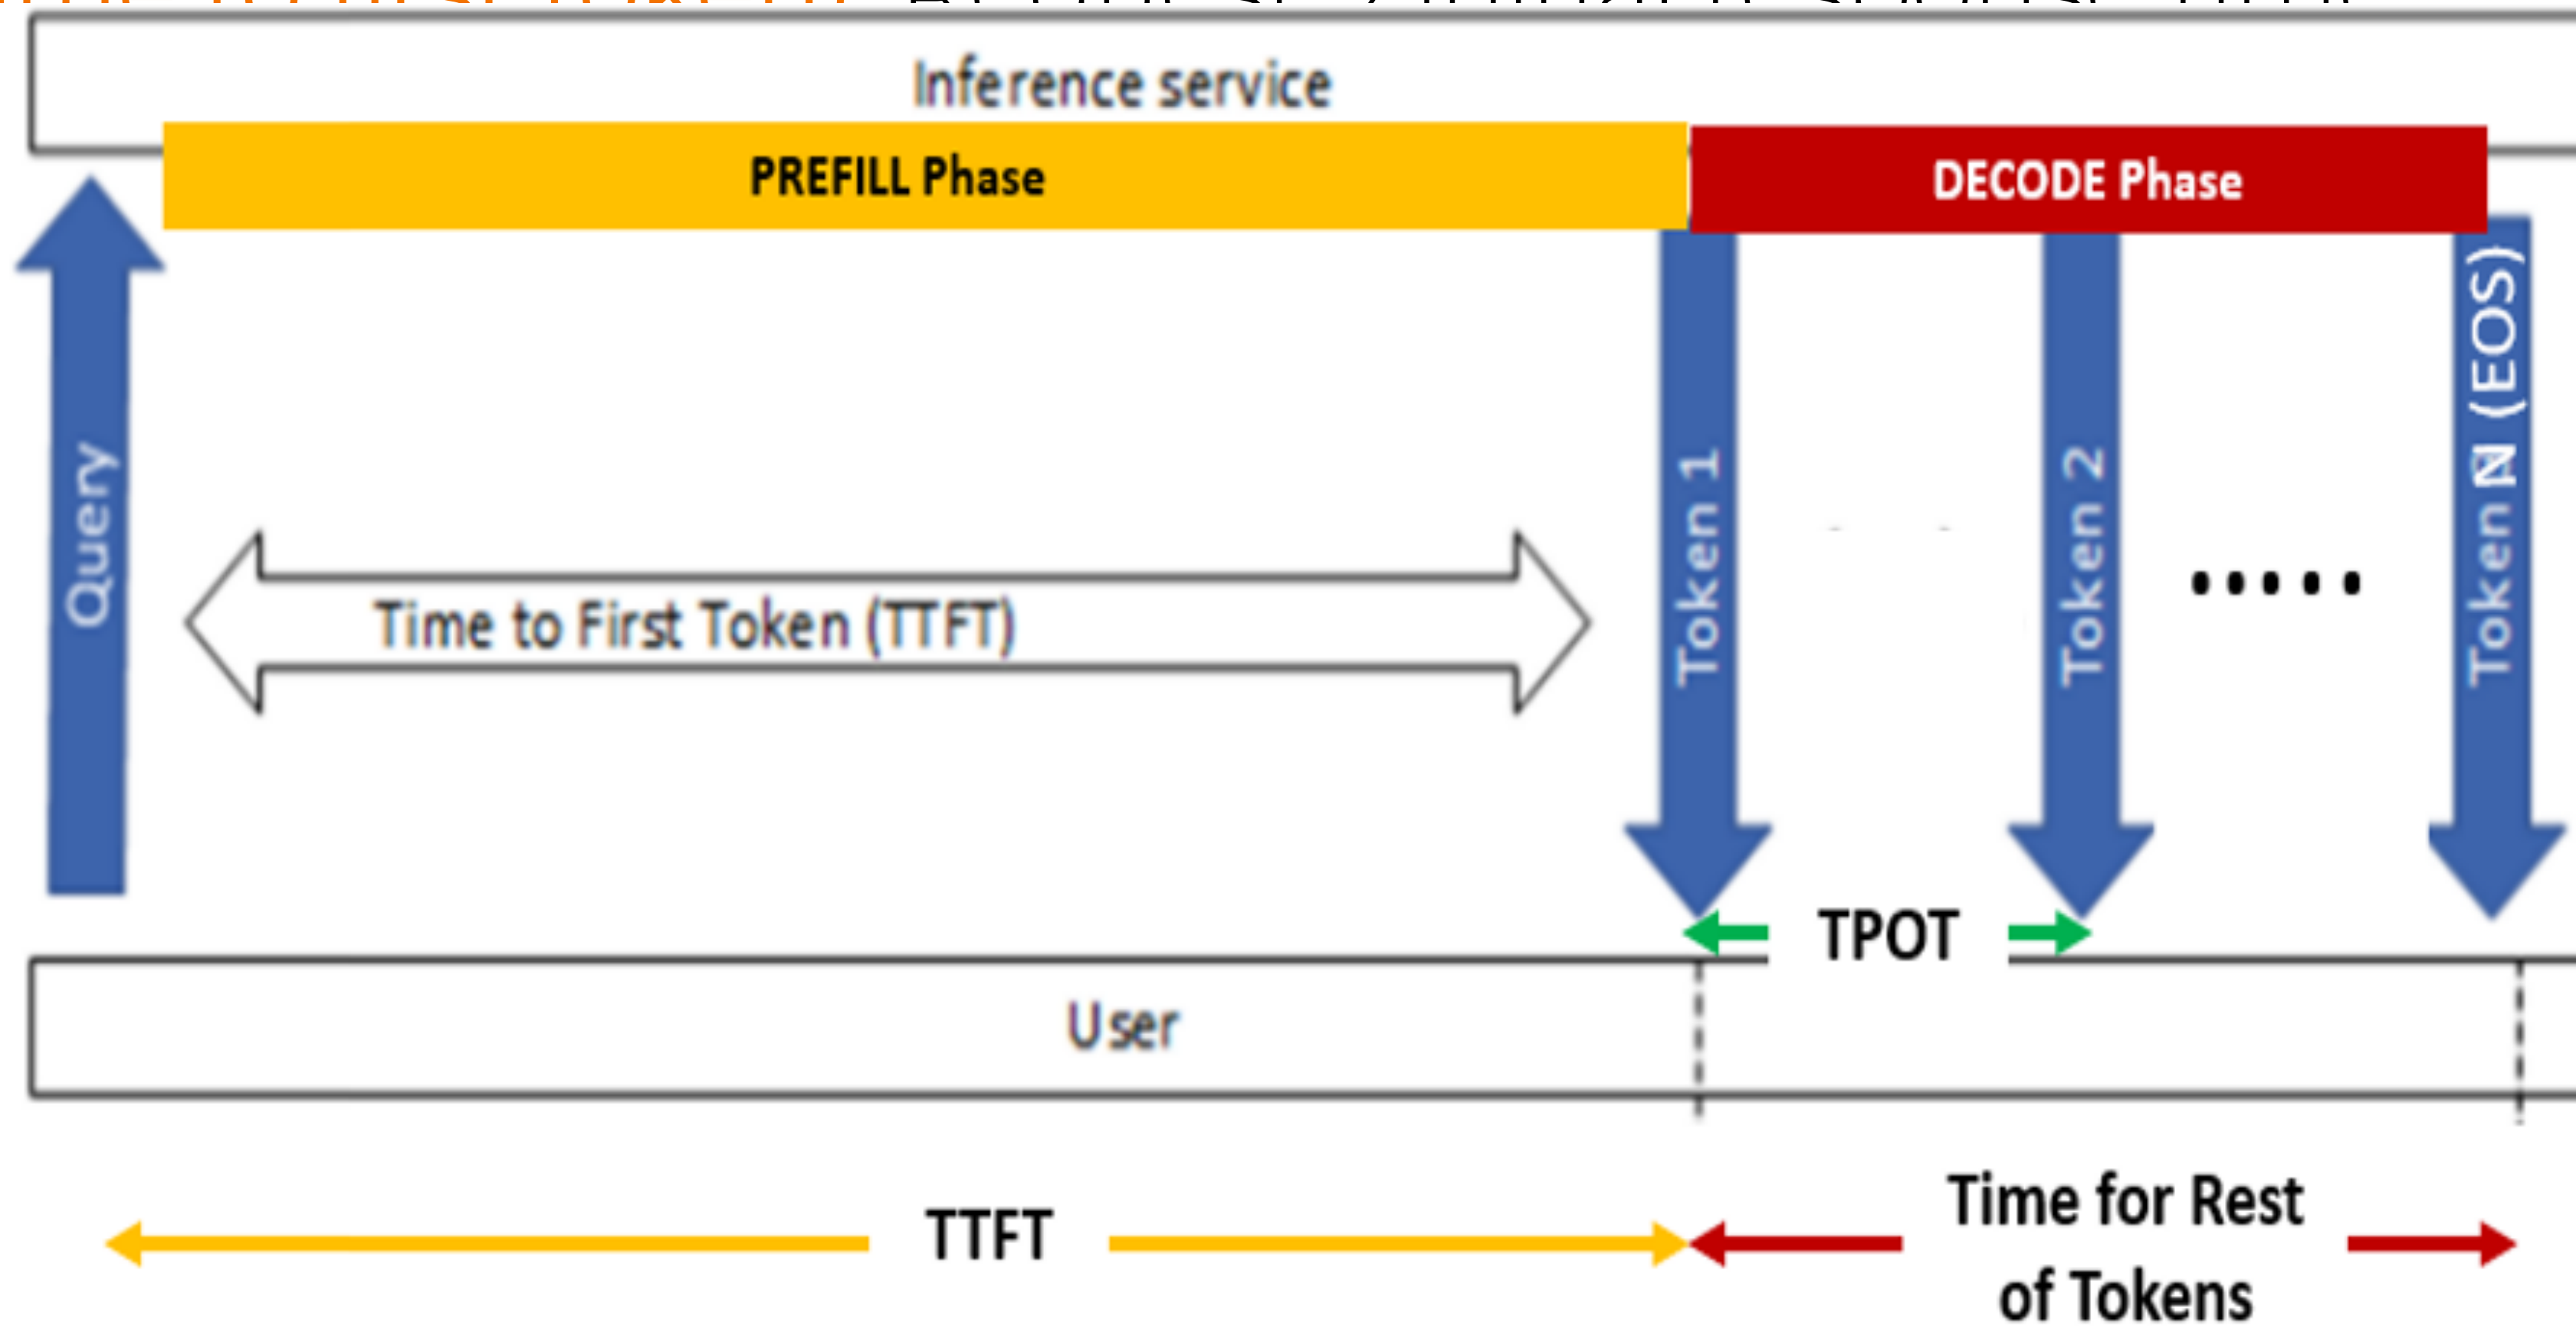 Inference service
PREFILL Phase
DECODE Phase
Query
Time to First Token (TTFT)
Token 1
Token 2
.....
Token N (EOS)
TPOT
User
TTFT
Time for Rest
of Tokens